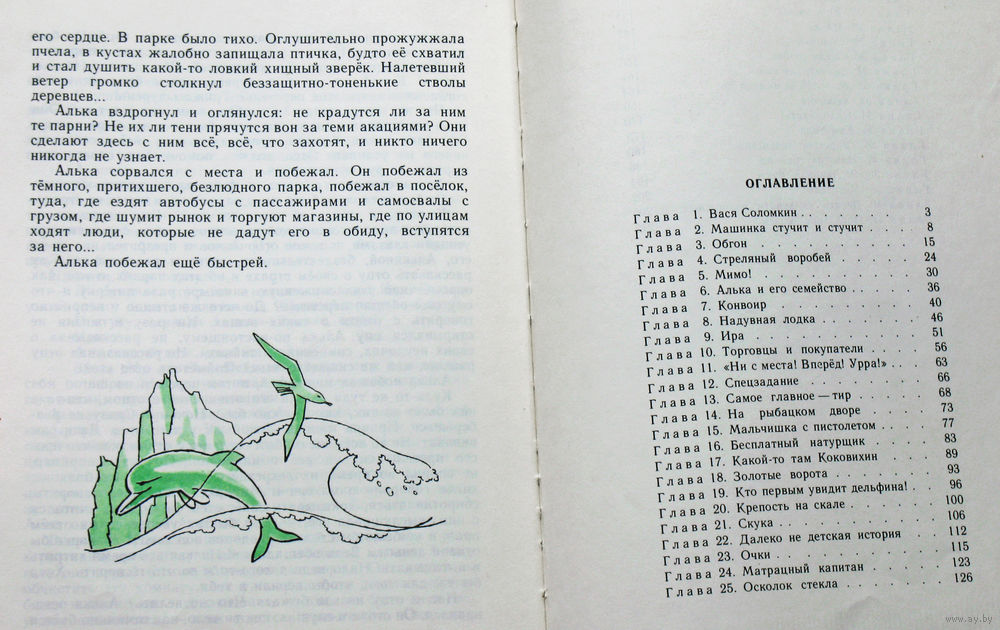 его сердце. В парке было тихо. Оглушительно прожужжала
пчела, в кустах жалобно запищала птичка, будто её схватил
и стал душить какой-то ловкий хищный зверёк. Налетевший
ветер громко столкнул беззащитно-тоненькие стволы
деревцев...
Алька вздрогнул и оглянулся: не крадутся ли за ним
те парни? Не их ли тени прячутся вон за теми акациями? Они
сделают здесь с ним всё, всё, что захотят, и никто ничего
никогда не узнает.
Алька сорвался с места и побежал. Он побежал из
тёмного, притихшего, безлюдного парка, побежал в посёлок,
туда, где ездят автобусы с пассажирами и самосвалы с
грузом, где шумит рынок и торгуют магазины, где по улицам
ходят люди, которые не дадут его в обиду, вступятся
за него...
Алька побежал ещё быстрей.
ОГЛАВЛЕНИЕ
Глава 1. Вася Соломкин . . . . . . . 3
Глава 2. Машинка стучит и стучит . . . . 8
Глава 3. Обгон . . . . . . . . . 15
Глава 4. Стреляный воробей . . . . . 24
Глава 5. Мимо! . . . . . . . . . 30
Глава 6. Алька и его семейство . . . . . 36
Глава 7. Конвоир . . . . . . . . 40
Глава 8. Надувная лодка . . . . . . 46
Глава 9. Ира . . . . . . . . . 51
Глава 10. Торговцы и покупатели . . . . 56
Глава 11. «Ни с места! Вперёд! Урра!» . . . 63
Глава 12. Спецзадание . . . . . . . 66
Глава 13. Самое главное — тир . . . . . 68
Глава 14. На рыбацком дворе . . . . . 73
Глава 15. Мальчишка с пистолетом . . . . 77
Глава 16. Бесплатный натурщик . . . . . 83
Глава 17. Какой-то там Коковихин . . . . 89
Глава 18. Золотые ворота . . . . . . 93
Глава 19. Кто первым увидит дельфина! . . 96
Глава 20. Крепость на скале . . . . . 100
Глава 21. Скука . . . . . . . . . 106
Глава 22. Далеко не детская история . . . 112
Глава 23. Очки . . . . . . . . . 115
Глава 24. Матрацный капитан . . . . . 123
Глава 25. Осколок стекла . . . . . . 126
www.ay.by